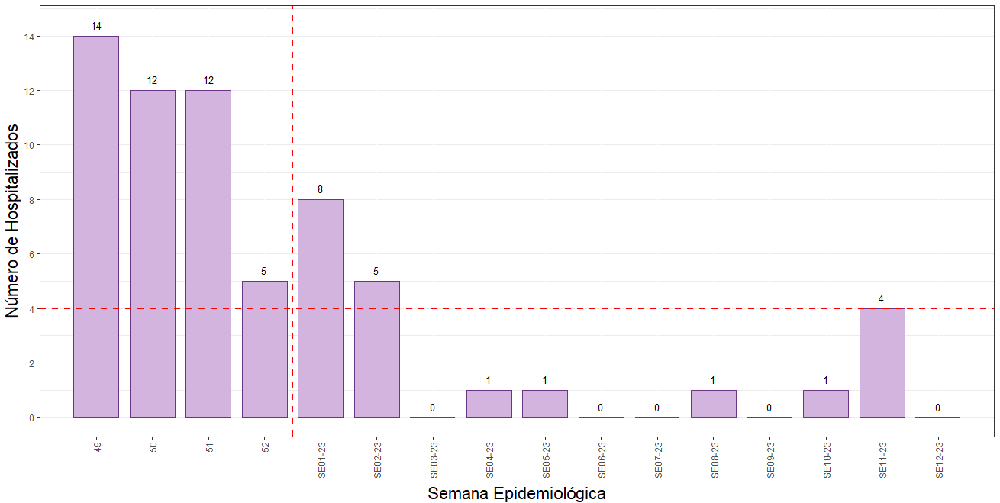 Número de Hospitalizados
14
12
10
8
6
4
2
0
14
12
12
5
8
5
0
1
1
0
0
1
0
1
4
0
49
50
51
52
SE01-23
SE02-23
SE03-23
SE04-23
SE05-23
SE06-23
SE07-23
SE08-23
SE09-23
SE10-23
SE11-23
SE12-23
Semana Epidemiológica